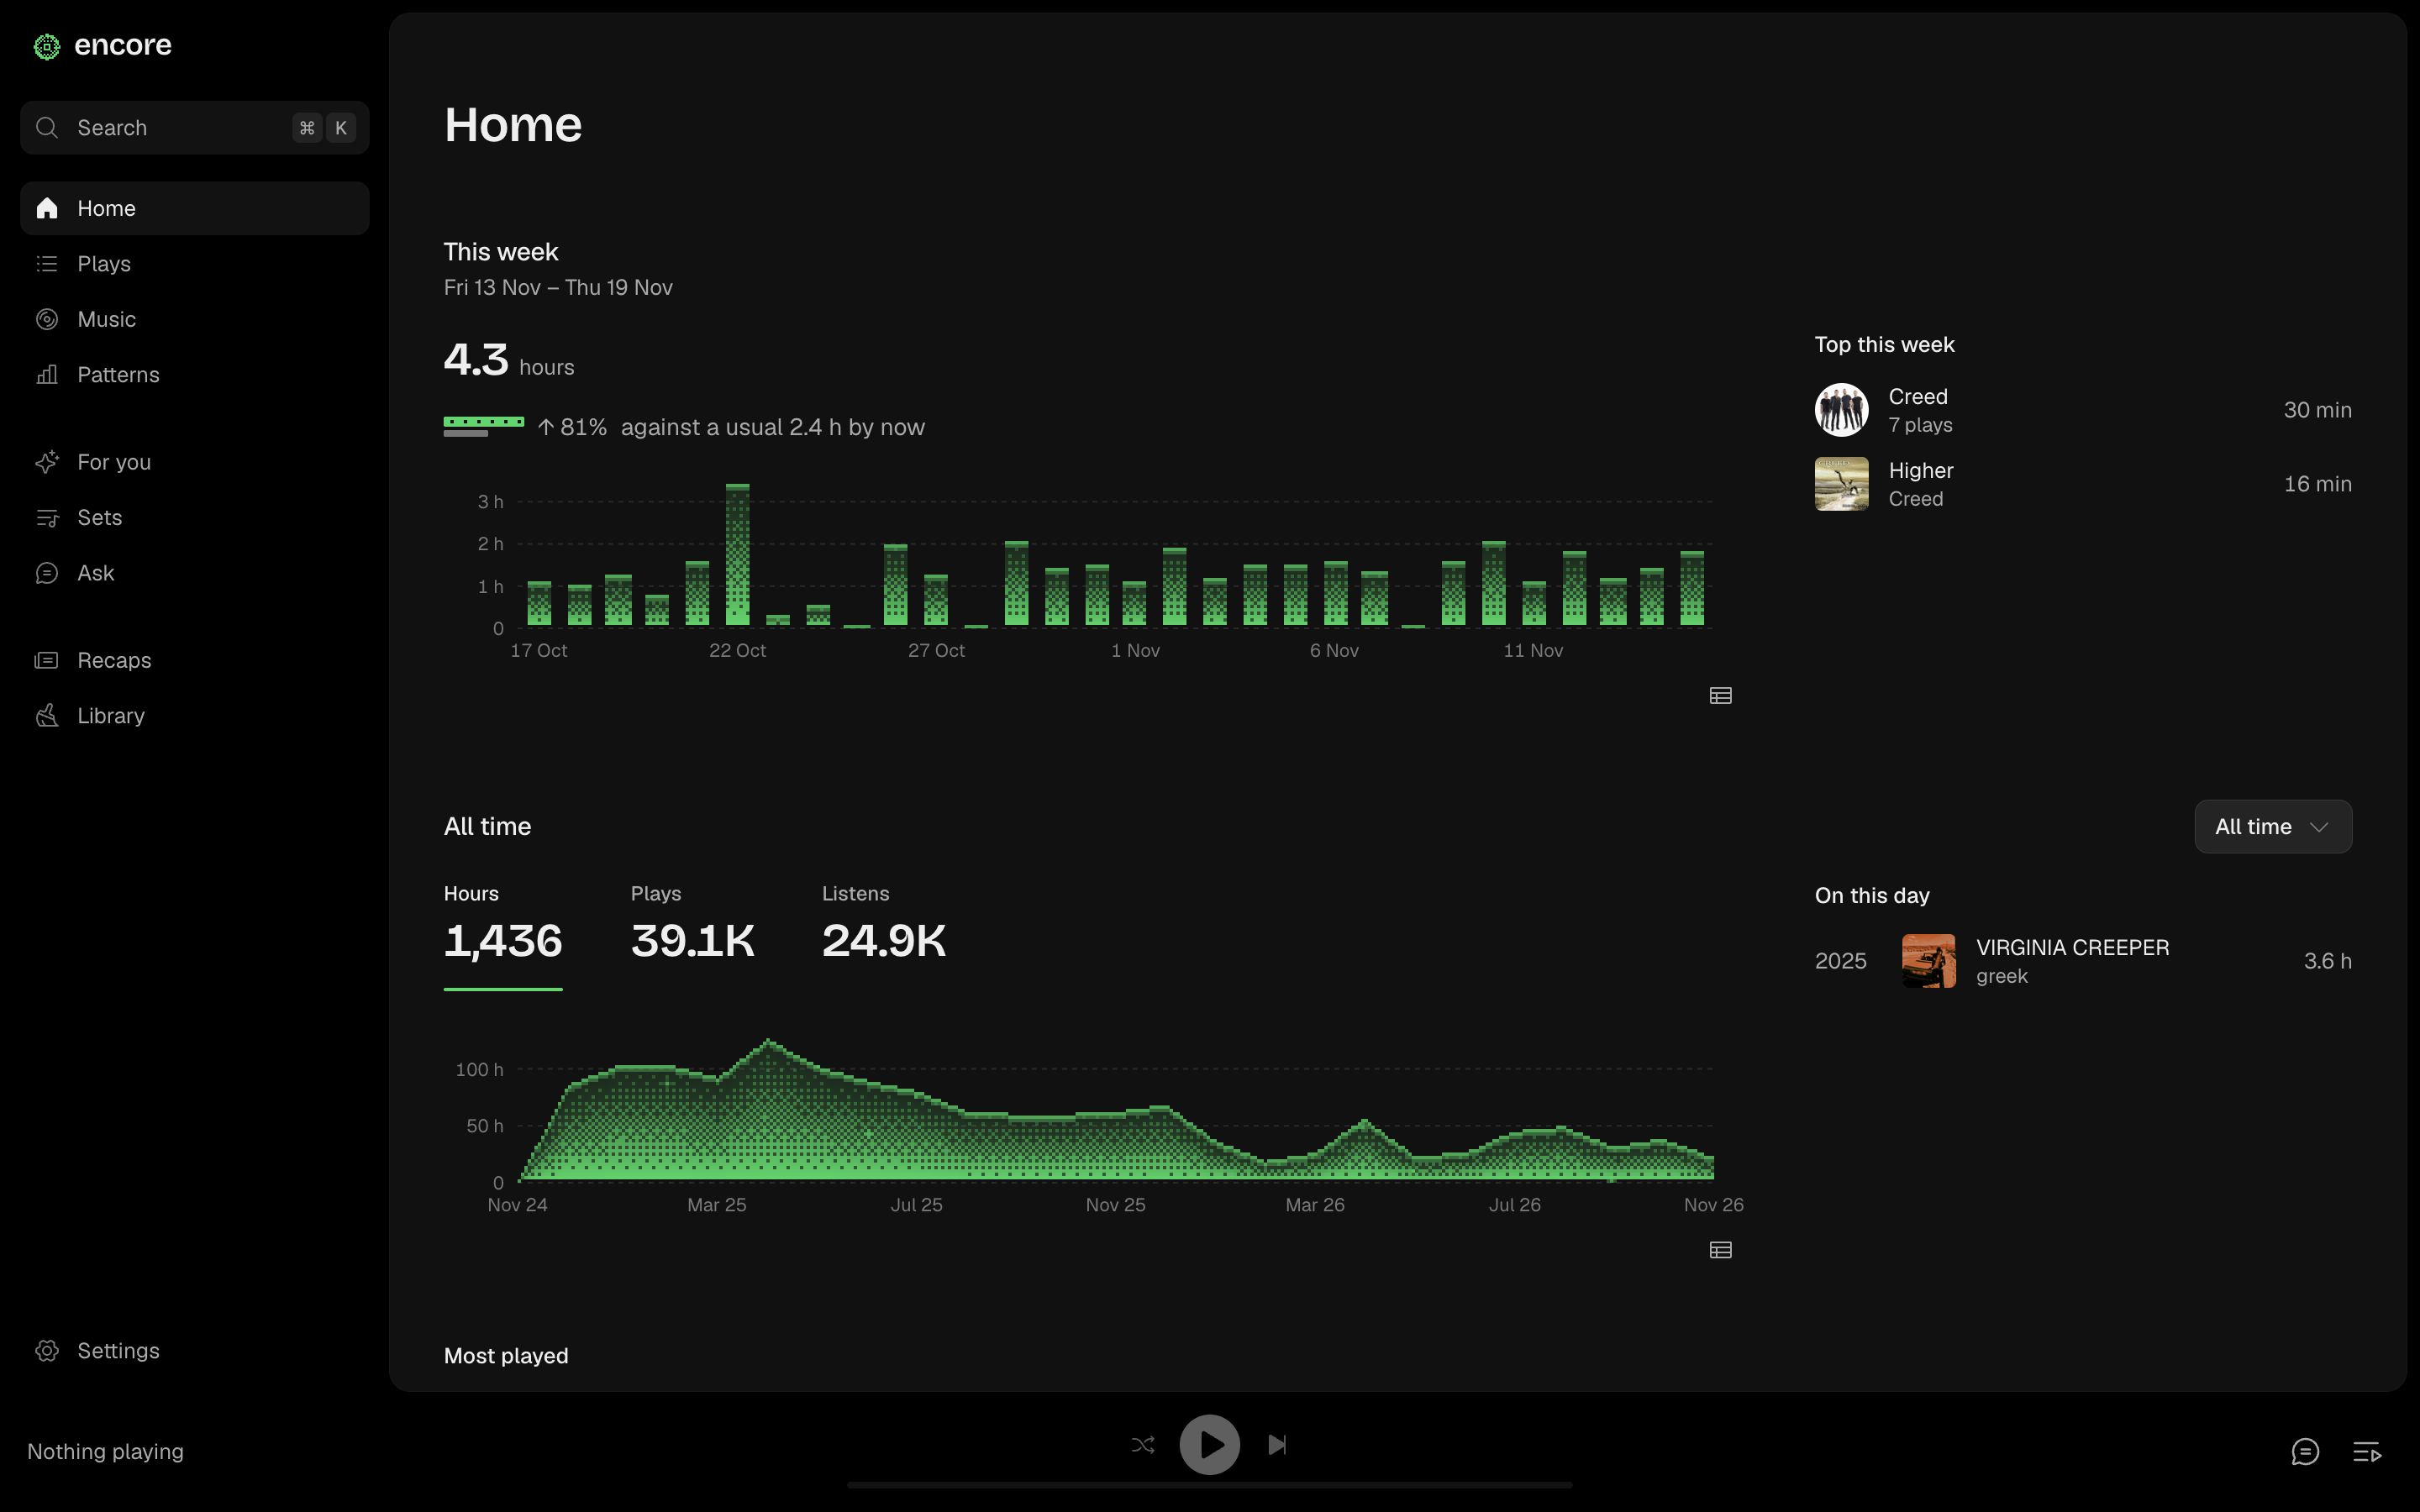 encore
Search ⌘ K
Home
Plays
Music
Patterns
For you
Sets
Ask
Recaps
Library
Settings
Home
This week
Fri 13 Nov – Thu 19 Nov
4.3 hours
↑ 81% against a usual 2.4 h by now
3 h
2 h
1 h
0
17 Oct 22 Oct 27 Oct 1 Nov 6 Nov 11 Nov
Top this week
Creed
7 plays
30 min
Higher
Creed
16 min
All time
All time
Hours Plays Listens
1,436 39.1K 24.9K
100 h
50 h
0
Nov 24 Mar 25 Jul 25 Nov 25 Mar 26 Jul 26 Nov 26
On this day
2025
VIRGINIA CREEPER
greek
3.6 h
Most played
Nothing playing